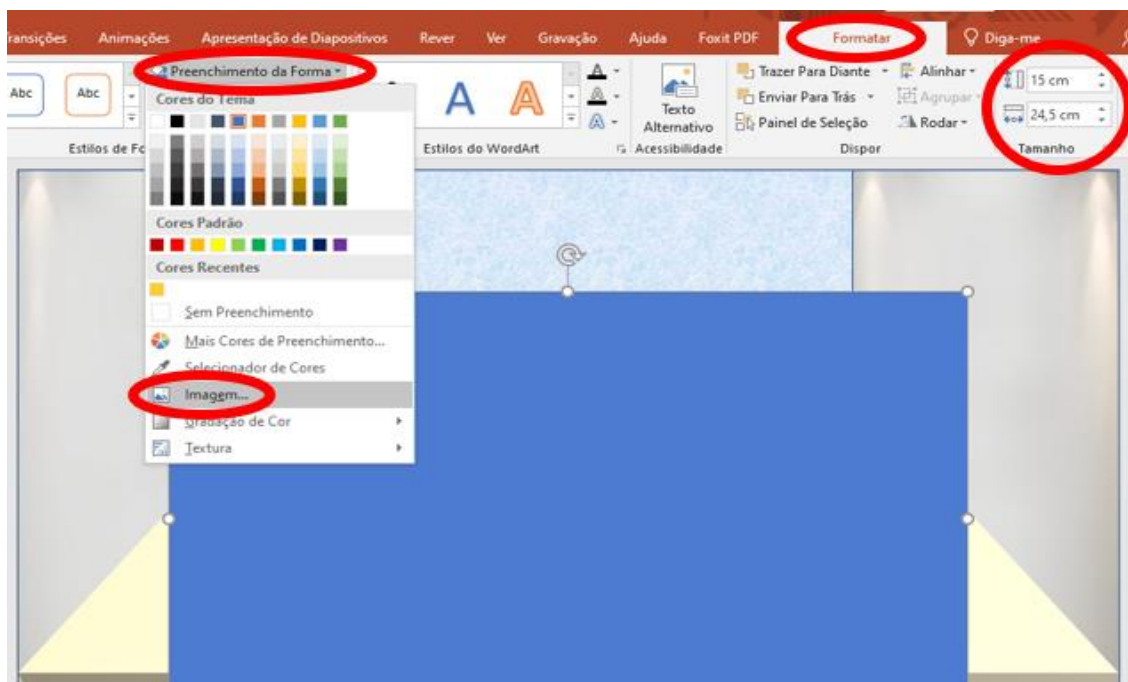 Transições Animações Apresentação de Diapositivos Rever Ver Gravação Ajuda Foxit PDF Formatar Diga-me
Preenchimento da Forma
Abc Abc
A A
A
A
A
Texto
Alternativo
Trazer Para Diante
Enviar Para Trás
Painel de Seleção
Alinhar
Agrupar
Rodar
15 cm
24,5 cm
Estilos de
Estilos do WordArt
Acessibilidade
Dispor
Tamanho
Cores do Tema
Cores Padrão
Cores Recentes
Sem Preenchimento
Mais Cores de Preenchimento...
Selecionador de Cores
Imagem...
Gradação de Cor
Textura